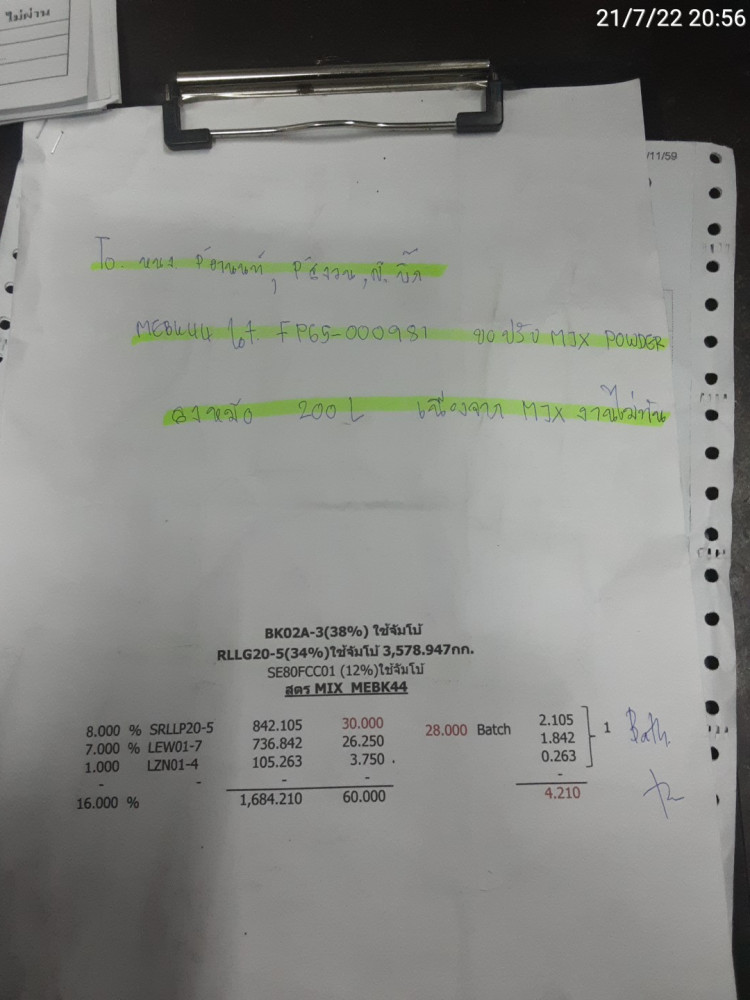 21/7/22 20:56
ไม่ผ่าน
/11/59
To. หนง. พี่อานนท์, พี่สงวน, น. บิ๊ก
MEBK44 Lot. FP65-000981 ขอปรับ MIX POWDER
ลงหม้อ 200 L เนื่องจาก MIX งานไม่ทัน
BK02A-3(38%) ใช้จัมโบ้
RLLG20-5(34%)ใช้จัมโบ้ 3,578.947กก.
SE80FCC01 (12%)ใช้จัมโบ้
สูตร MIX MEBK44
8.000 % SRLLP20-5 842.105 30.000 28.000 Batch 2.105 1 Bath.
7.000 % LEW01-7 736.842 26.250 1.842
1.000 LZN01-4 105.263 3.750 . 0.263
- - - - -
16.000 % 1,684.210 60.000 4.210